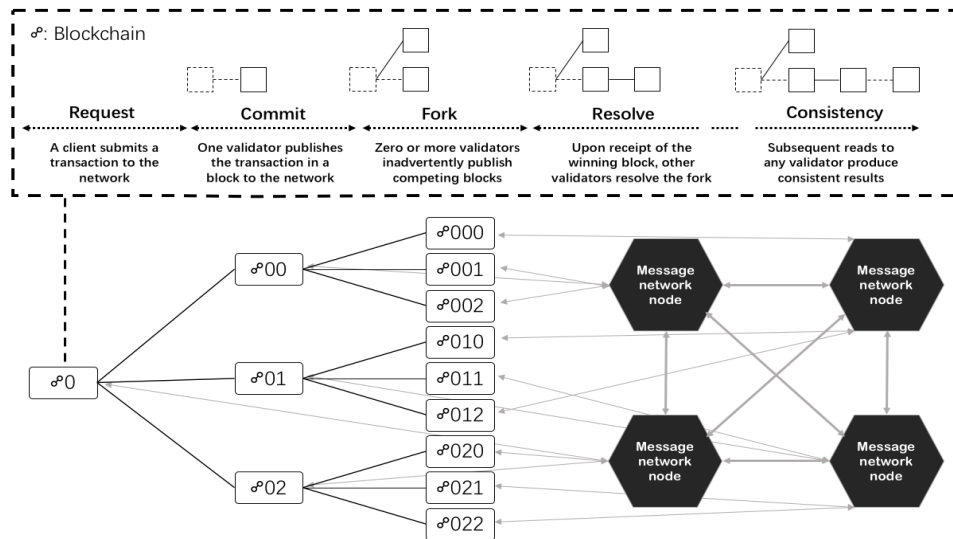 ☍: Blockchain
Request
Commit
Fork
Resolve
Consistency
A client submits a
transaction to the
network
One validator publishes
the transaction in a
block to the network
Zero or more validators
inadvertently publish
competing blocks
Upon receipt of the
winning block, other
validators resolve the fork
Subsequent reads to
any validator produce
consistent results
☍000
☍00
☍001
☍002
☍010
☍0
☍01
☍011
☍012
☍020
☍02
☍021
☍022
Message
network
node
Message
network
node
Message
network
node
Message
network
node